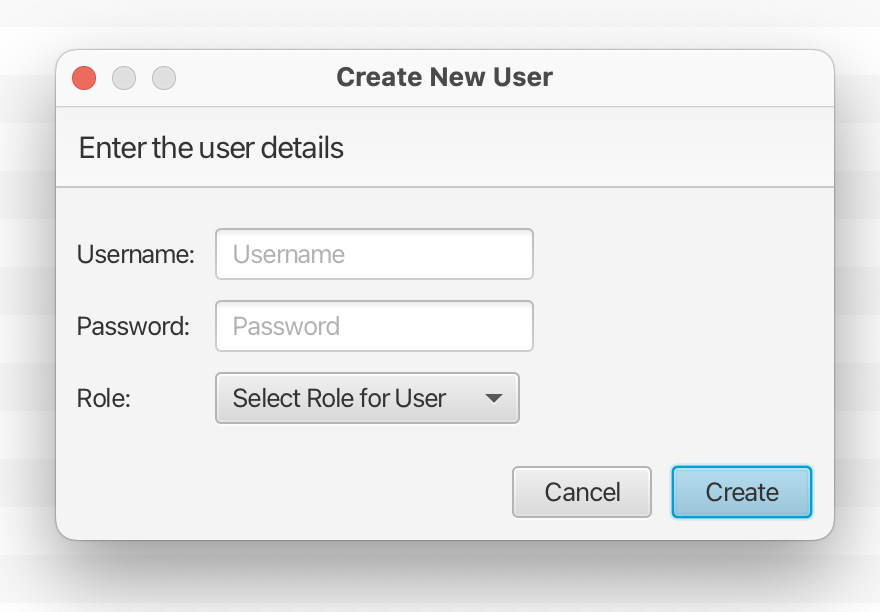 Create New User
Enter the user details
Username: Username
Password: Password
Role: Select Role for User
Cancel Create